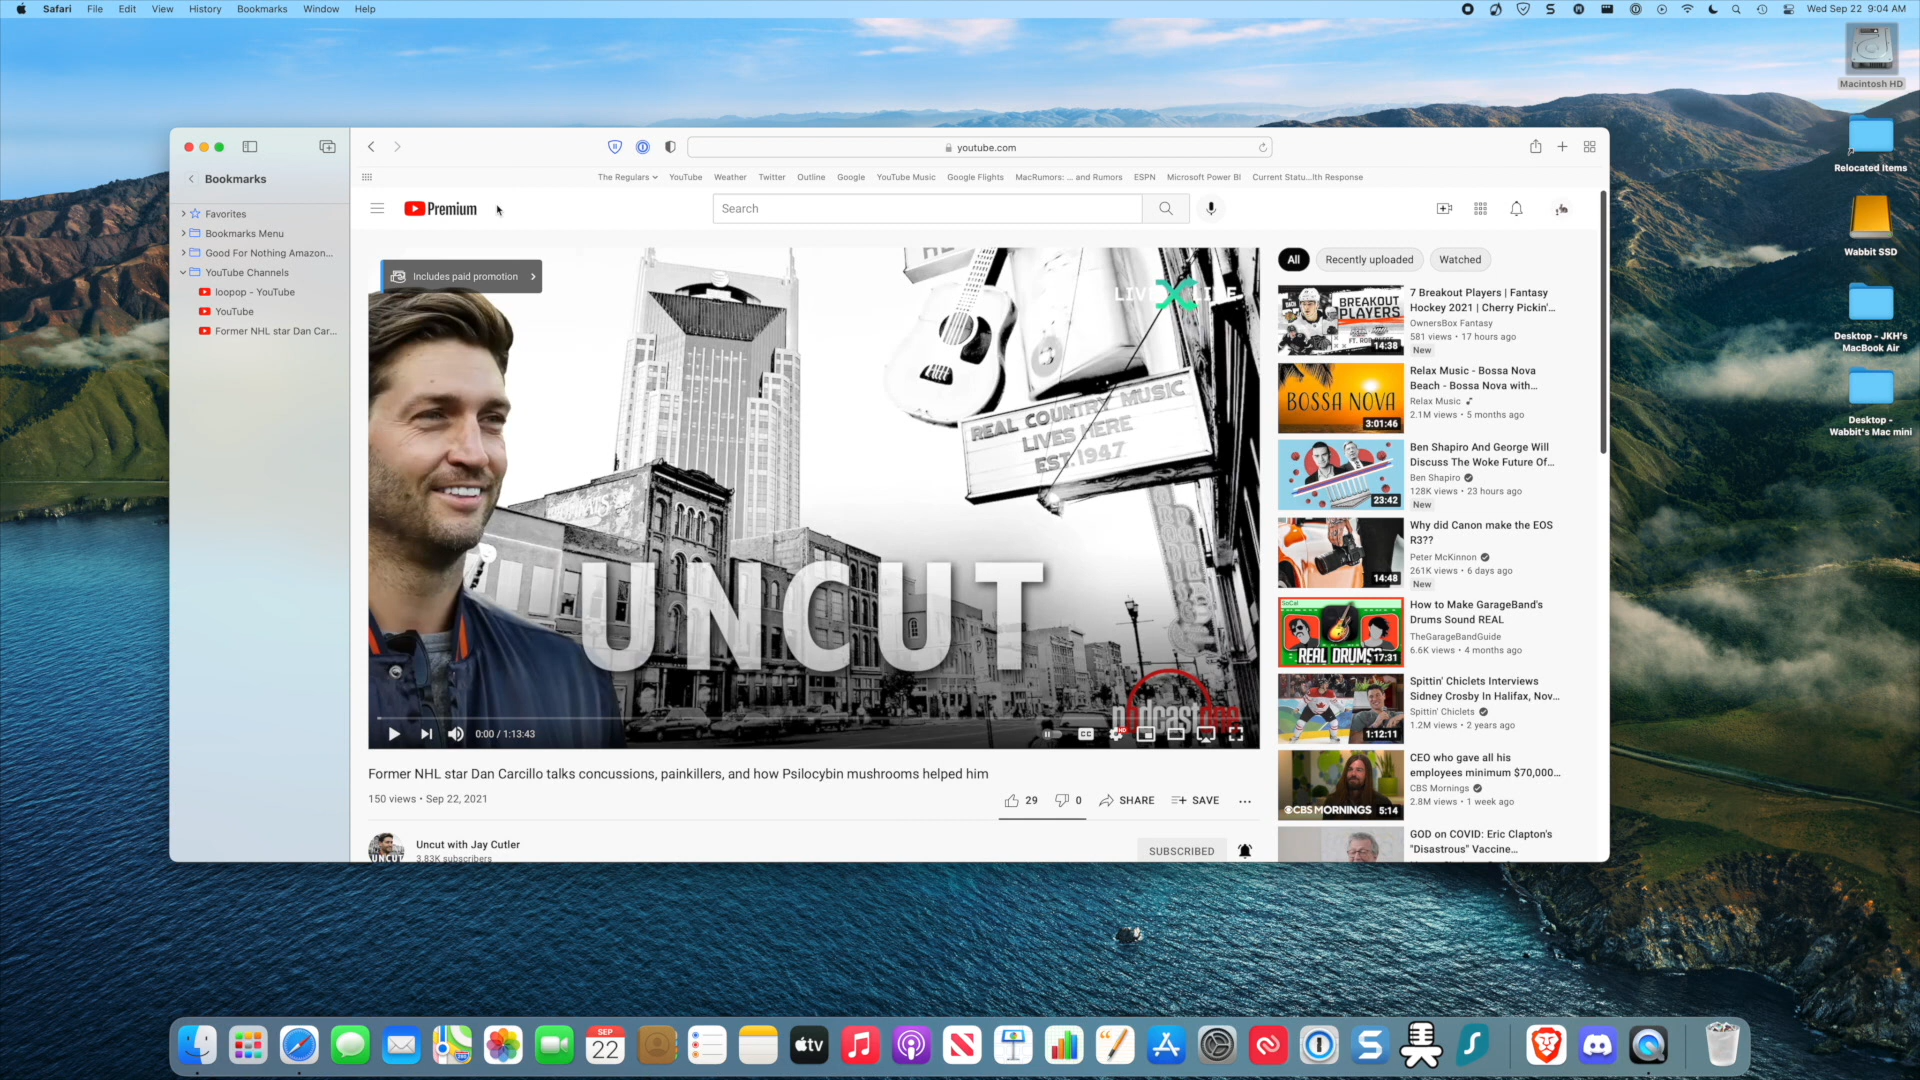 Safari File Edit View History Bookmarks Window Help
Wed Sep 22 9:04 AM
Macintosh HD
Relocated Items
Wabbit SSD
Desktop - JKH's
MacBook Air
Desktop -
Wabbit's Mac mini
youtube.com
Bookmarks
Favorites
Bookmarks Menu
Good For Nothing Amazon...
YouTube Channels
loopop - YouTube
YouTube
Former NHL star Dan Car...
The Regulars YouTube Weather Twitter Outline Google YouTube Music Google Flights MacRumors: ... and Rumors ESPN Microsoft Power BI Current Statu...lth Response
Premium
Search
Includes paid promotion
REAL COUNTRY MUSIC
LIVES HERE
EST.1947
UNCUT
0:00 / 1:13:43
CC
HD
Former NHL star Dan Carcillo talks concussions, painkillers, and how Psilocybin mushrooms helped him
150 views • Sep 22, 2021
29 0 SHARE SAVE
UNCUT
Uncut with Jay Cutler
3.83K subscribers
SUBSCRIBED
All Recently uploaded Watched
BREAKOUT
PLAYERS
14:38
7 Breakout Players | Fantasy
Hockey 2021 | Cherry Pickin'...
OwnersBox Fantasy
581 views • 17 hours ago
New
BOSSA NOVA
3:01:46
Relax Music - Bossa Nova
Beach - Bossa Nova with...
Relax Music
2.1M views • 5 months ago
23:42
Ben Shapiro And George Will
Discuss The Woke Future Of...
Ben Shapiro
128K views • 23 hours ago
New
14:48
Why did Canon make the EOS
R3??
Peter McKinnon
261K views • 6 days ago
New
SoCal
REAL DRUMS
17:31
How to Make GarageBand's
Drums Sound REAL
TheGarageBandGuide
6.6K views • 4 months ago
1:12:11
Spittin' Chiclets Interviews
Sidney Crosby In Halifax, Nov...
Spittin' Chiclets
1.2M views • 2 years ago
CBS MORNINGS
5:14
CEO who gave all his
employees minimum $70,000...
CBS Mornings
2.8M views • 1 week ago
GOD on COVID: Eric Clapton's
"Disastrous" Vaccine...
SEP
22
tv